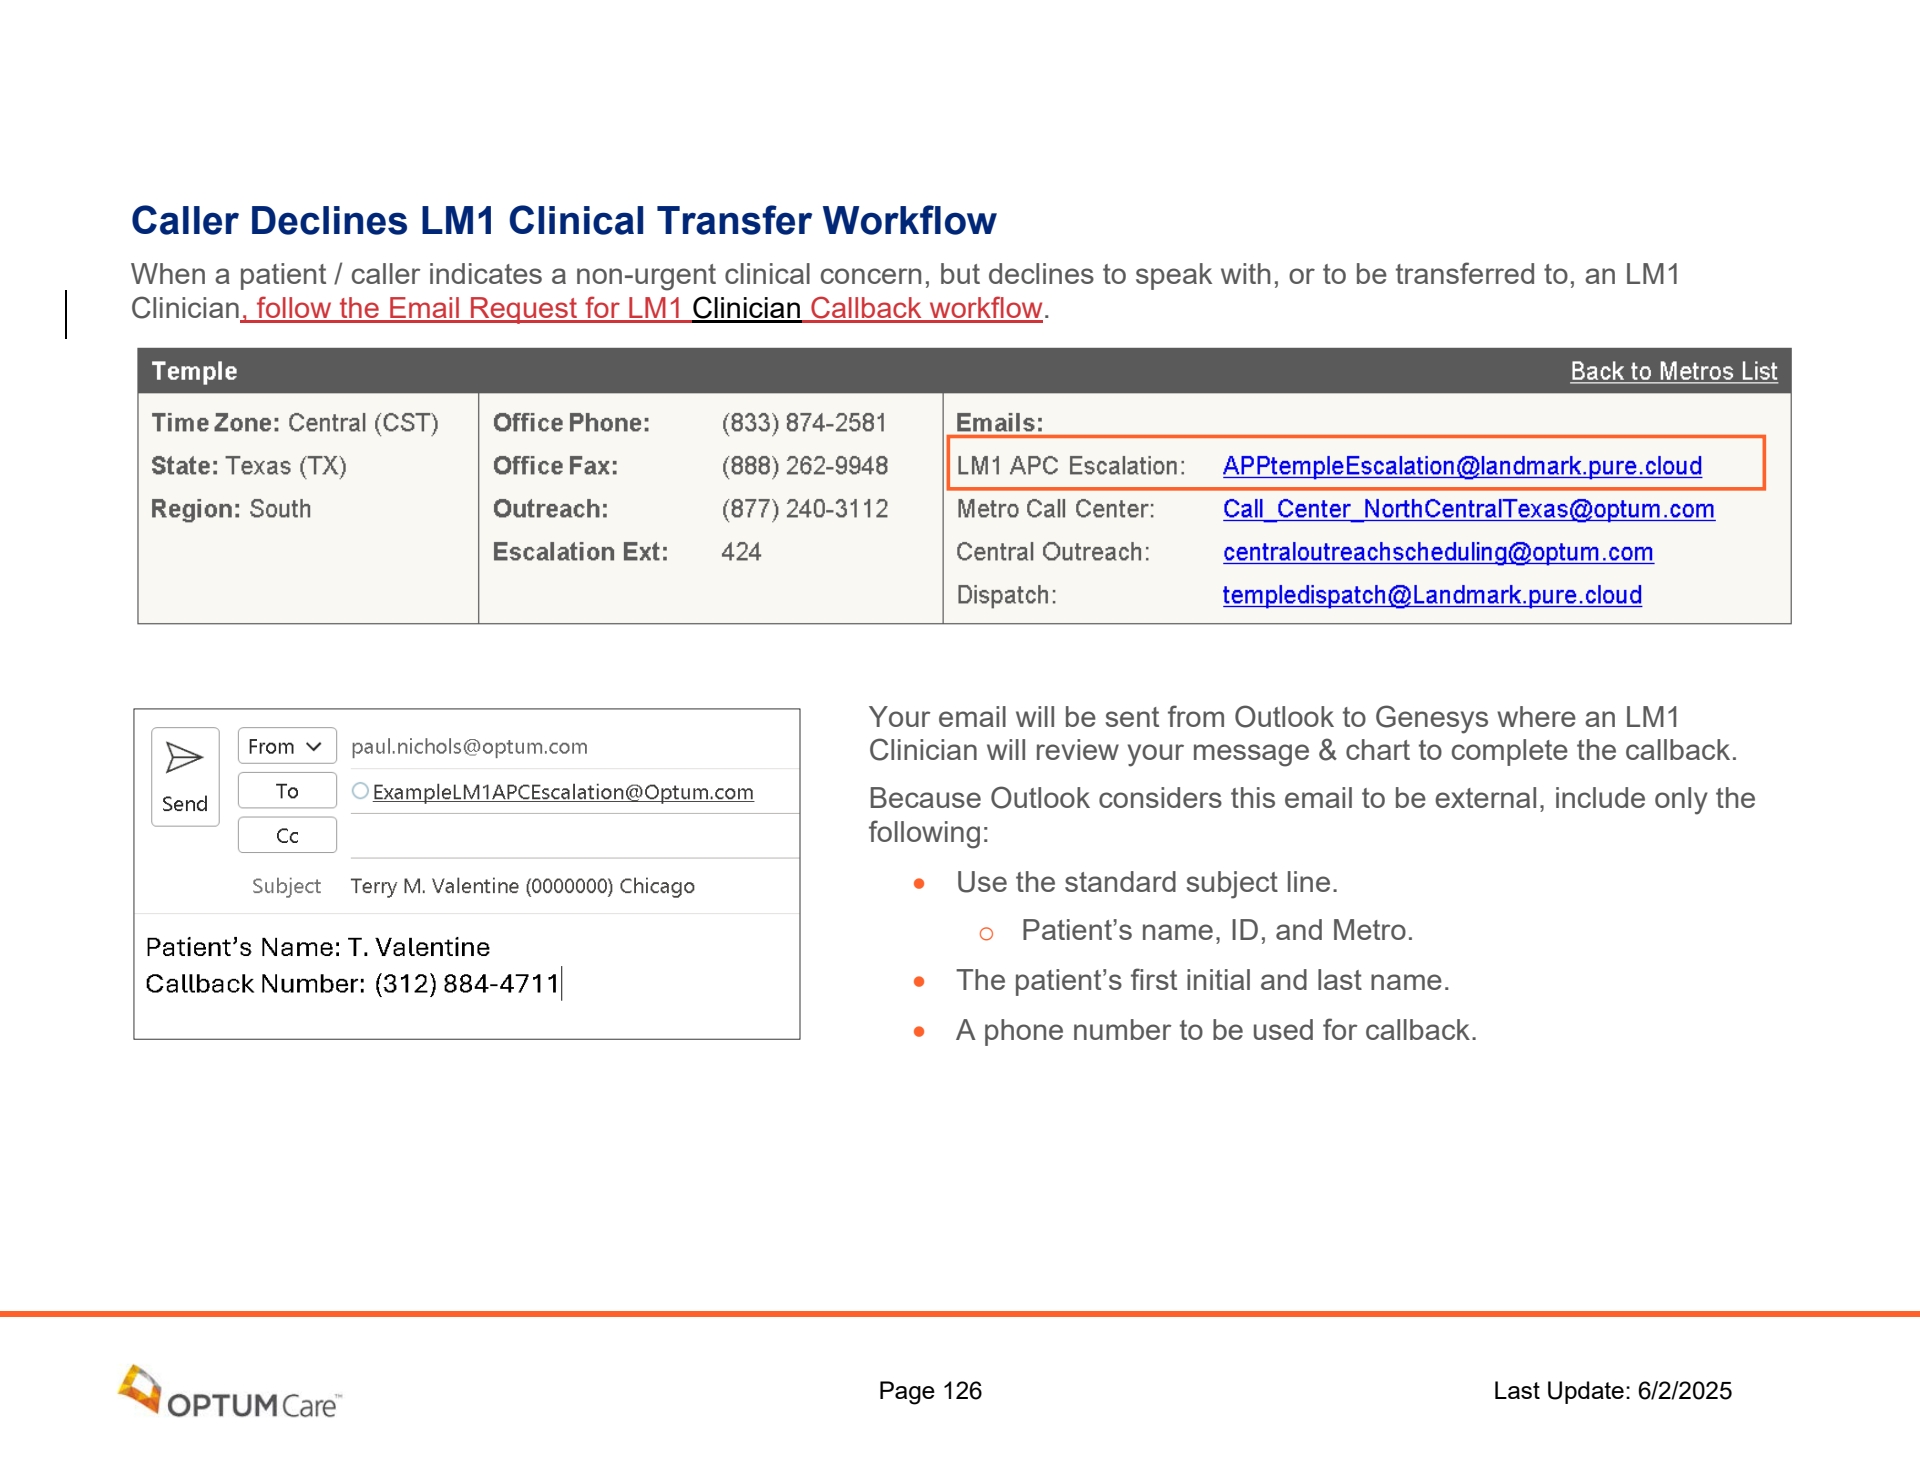 Caller Declines LM1 Clinical Transfer Workflow
When a patient / caller indicates a non-urgent clinical concern, but declines to speak with, or to be transferred to, an LM1
Clinician, follow the Email Request for LM1 Clinician Callback workflow.
Temple Back to Metros List
Time Zone: Central (CST)
State: Texas (TX)
Region: South
Office Phone: (833) 874-2581
Office Fax: (888) 262-9948
Outreach: (877) 240-3112
Escalation Ext: 424
Emails:
LM1 APC Escalation: APPtempleEscalation@landmark.pure.cloud
Metro Call Center: Call_Center_NorthCentralTexas@optum.com
Central Outreach: centraloutreachscheduling@optum.com
Dispatch: templedispatch@Landmark.pure.cloud
Send
From paul.nichols@optum.com
To ExampleLM1APCEscalation@Optum.com
Cc
Subject Terry M. Valentine (0000000) Chicago
Patient’s Name: T. Valentine
Callback Number: (312) 884-4711
Your email will be sent from Outlook to Genesys where an LM1
Clinician will review your message & chart to complete the callback.
Because Outlook considers this email to be external, include only the
following:
• Use the standard subject line.
o Patient’s name, ID, and Metro.
• The patient’s first initial and last name.
• A phone number to be used for callback.
OPTUM Care™
Page 126
Last Update: 6/2/2025